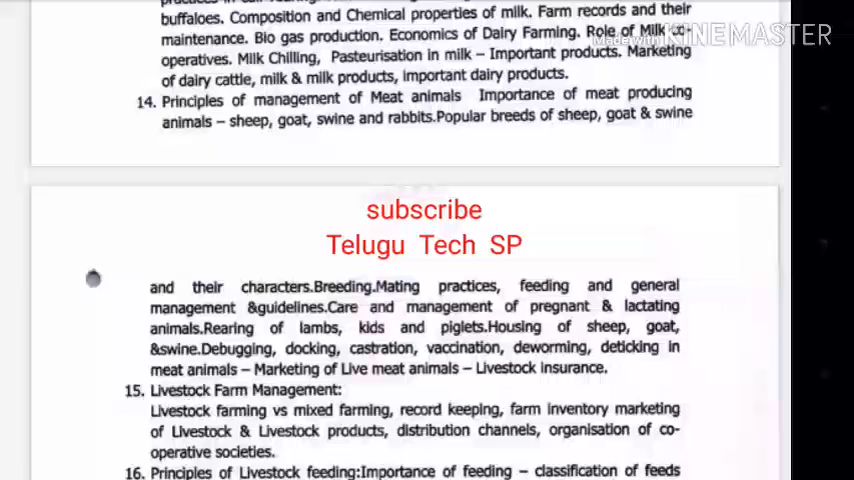 buffaloes. Composition and Chemical properties of milk. Farm records and their
maintenance. Bio gas production. Economics of Dairy Farming. Role of Milk co-
Made with KINEMASTER
operatives. Milk Chilling, Pasteurisation in milk – Important products. Marketing
of dairy cattle, milk & milk products, important dairy products.
14. Principles of management of Meat animals Importance of meat producing
animals – sheep, goat, swine and rabbits.Popular breeds of sheep, goat & swine
subscribe
Telugu Tech SP
and their characters.Breeding.Mating practices, feeding and general
management &guidelines.Care and management of pregnant & lactating
animals.Rearing of lambs, kids and piglets.Housing of sheep, goat,
&swine.Debugging, docking, castration, vaccination, deworming, deticking in
meat animals – Marketing of Live meat animals – Livestock insurance.
15. Livestock Farm Management:
Livestock farming vs mixed farming, record keeping, farm inventory marketing
of Livestock & Livestock products, distribution channels, organisation of co-
operative societies.
16. Principles of Livestock feeding:Importance of feeding – classification of feeds